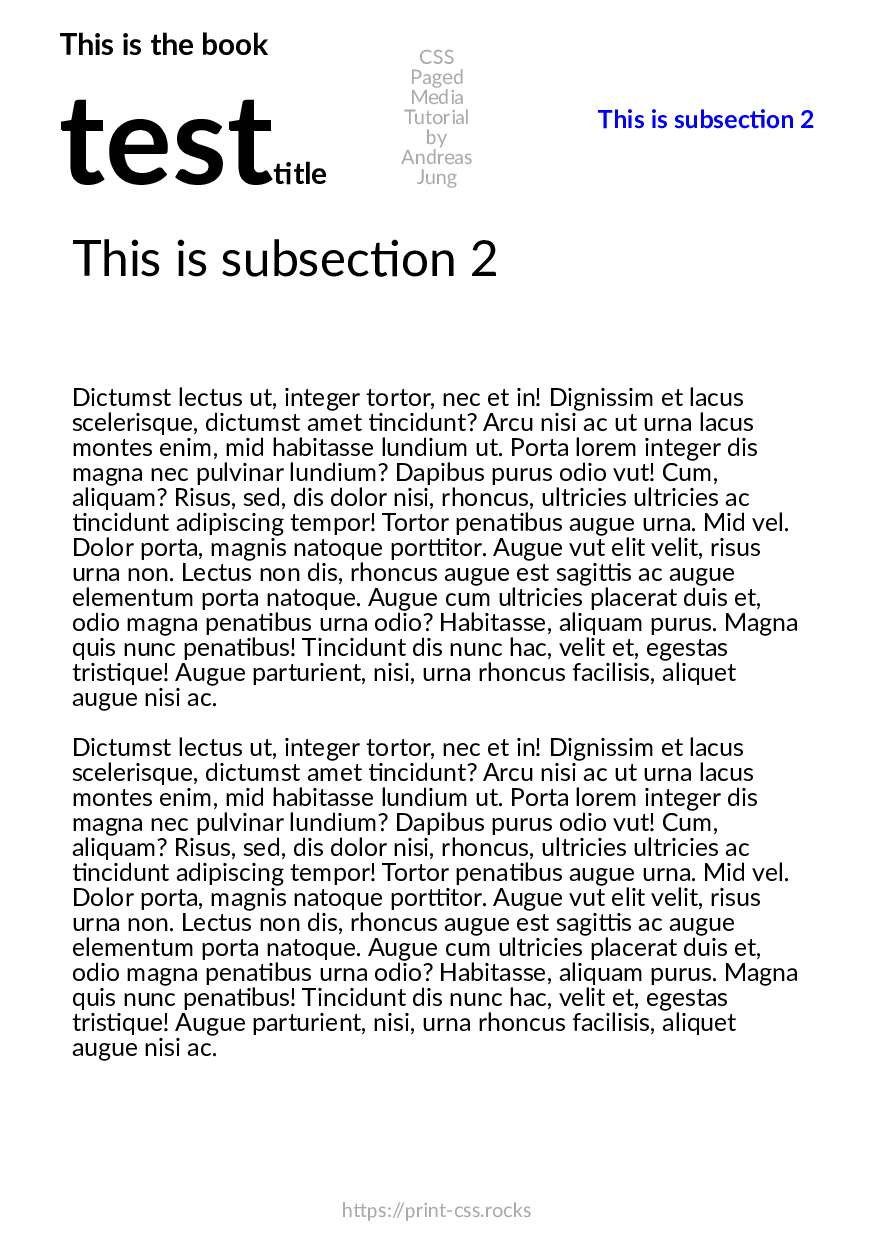 This is the book
testtitle
CSS
Paged
Media
Tutorial
by
Andreas
Jung
This is subsection 2
This is subsection 2
Dictumst lectus ut, integer tortor, nec et in! Dignissim et lacus
scelerisque, dictumst amet tincidunt? Arcu nisi ac ut urna lacus
montes enim, mid habitasse lundium ut. Porta lorem integer dis
magna nec pulvinar lundium? Dapibus purus odio vut! Cum,
aliquam? Risus, sed, dis dolor nisi, rhoncus, ultricies ultricies ac
tincidunt adipiscing tempor! Tortor penatibus augue urna. Mid vel.
Dolor porta, magnis natoque porttitor. Augue vut elit velit, risus
urna non. Lectus non dis, rhoncus augue est sagittis ac augue
elementum porta natoque. Augue cum ultricies placerat duis et,
odio magna penatibus urna odio? Habitasse, aliquam purus. Magna
quis nunc penatibus! Tincidunt dis nunc hac, velit et, egestas
tristique! Augue parturient, nisi, urna rhoncus facilisis, aliquet
augue nisi ac.
Dictumst lectus ut, integer tortor, nec et in! Dignissim et lacus
scelerisque, dictumst amet tincidunt? Arcu nisi ac ut urna lacus
montes enim, mid habitasse lundium ut. Porta lorem integer dis
magna nec pulvinar lundium? Dapibus purus odio vut! Cum,
aliquam? Risus, sed, dis dolor nisi, rhoncus, ultricies ultricies ac
tincidunt adipiscing tempor! Tortor penatibus augue urna. Mid vel.
Dolor porta, magnis natoque porttitor. Augue vut elit velit, risus
urna non. Lectus non dis, rhoncus augue est sagittis ac augue
elementum porta natoque. Augue cum ultricies placerat duis et,
odio magna penatibus urna odio? Habitasse, aliquam purus. Magna
quis nunc penatibus! Tincidunt dis nunc hac, velit et, egestas
tristique! Augue parturient, nisi, urna rhoncus facilisis, aliquet
augue nisi ac.
https://print-css.rocks